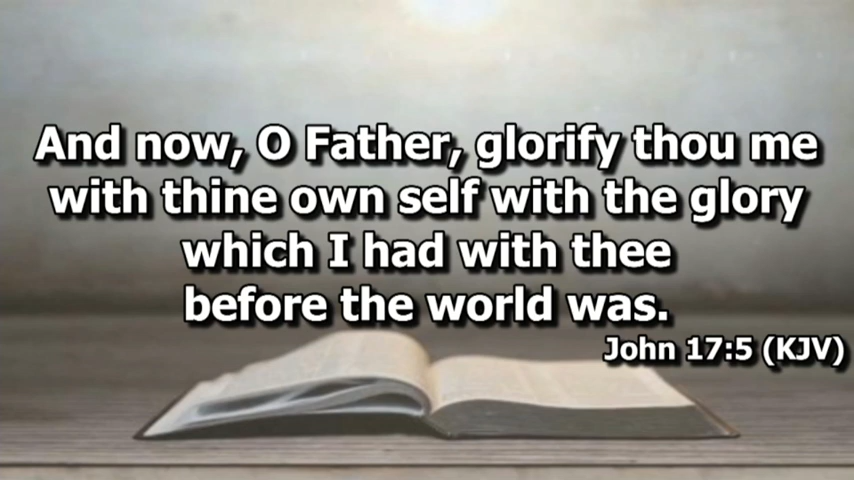 And now, O Father, glorify thou me
with thine own self with the glory
which I had with thee
before the world was.
John 17:5 (KJV)